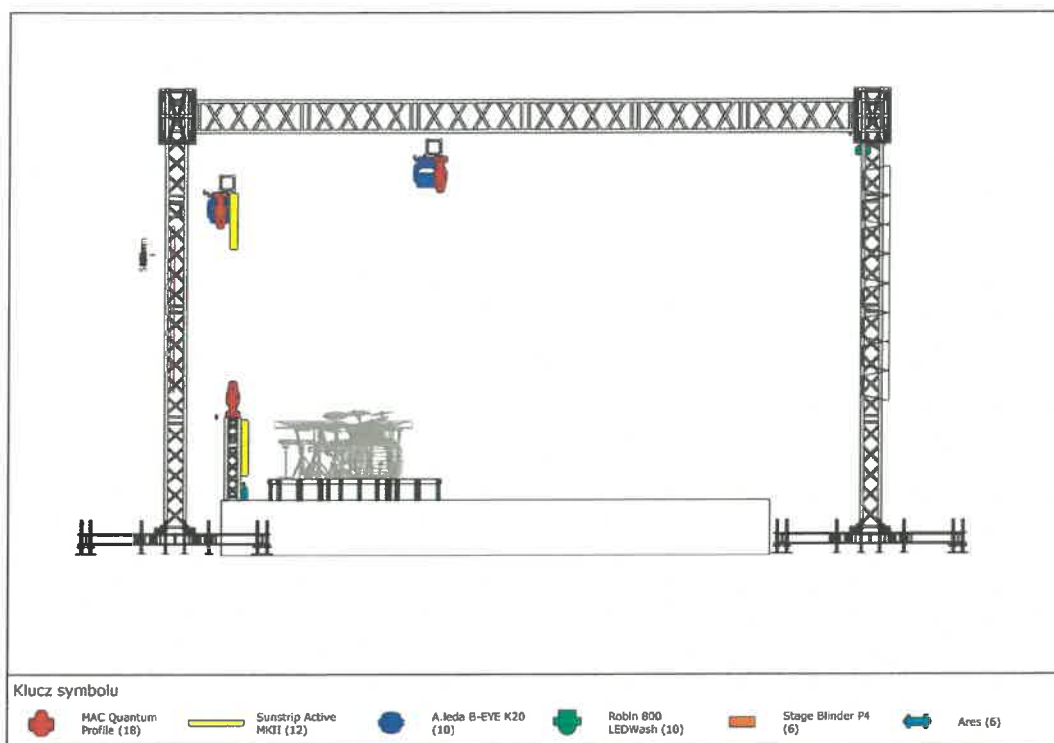 Klucz symbolu
MAC Quantum
Profile (18)
Sunstrip Active
MKII (12)
A.leda B-EYE K20
(10)
Robin 800
LEDWash (10)
Stage Blinder P4
(6)
Ares (6)